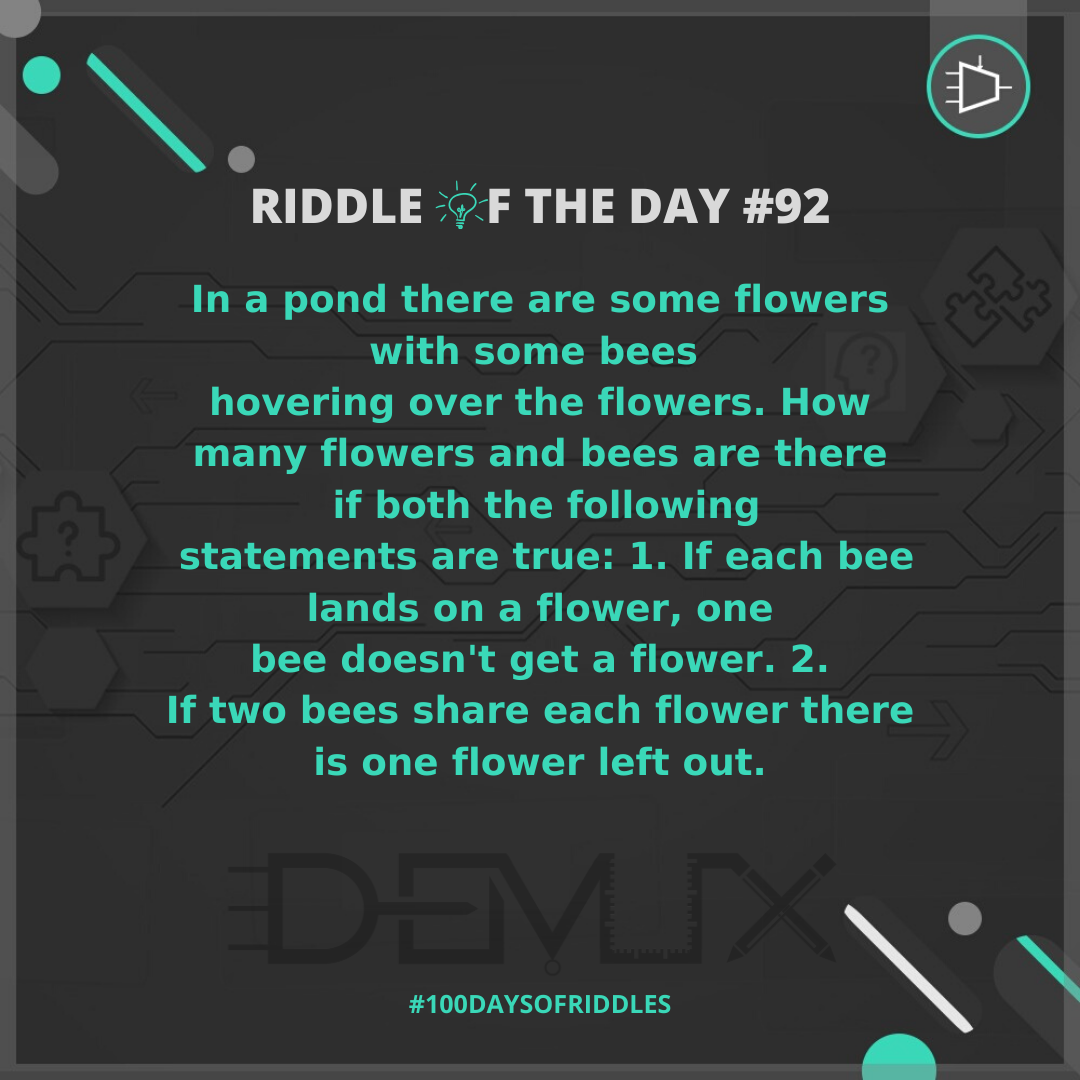 RIDDLE OF THE DAY #92
In a pond there are some flowers
with some bees
hovering over the flowers. How
many flowers and bees are there
if both the following
statements are true: 1. If each bee
lands on a flower, one
bee doesn't get a flower. 2.
If two bees share each flower there
is one flower left out.
DEMUX
#100DAYSOFRIDDLES